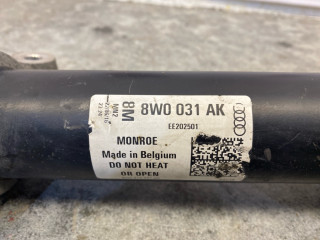 8M
8W0 031 AK
EE202501
MONROE
Made in Belgium
DO NOT HEAT
OR OPEN